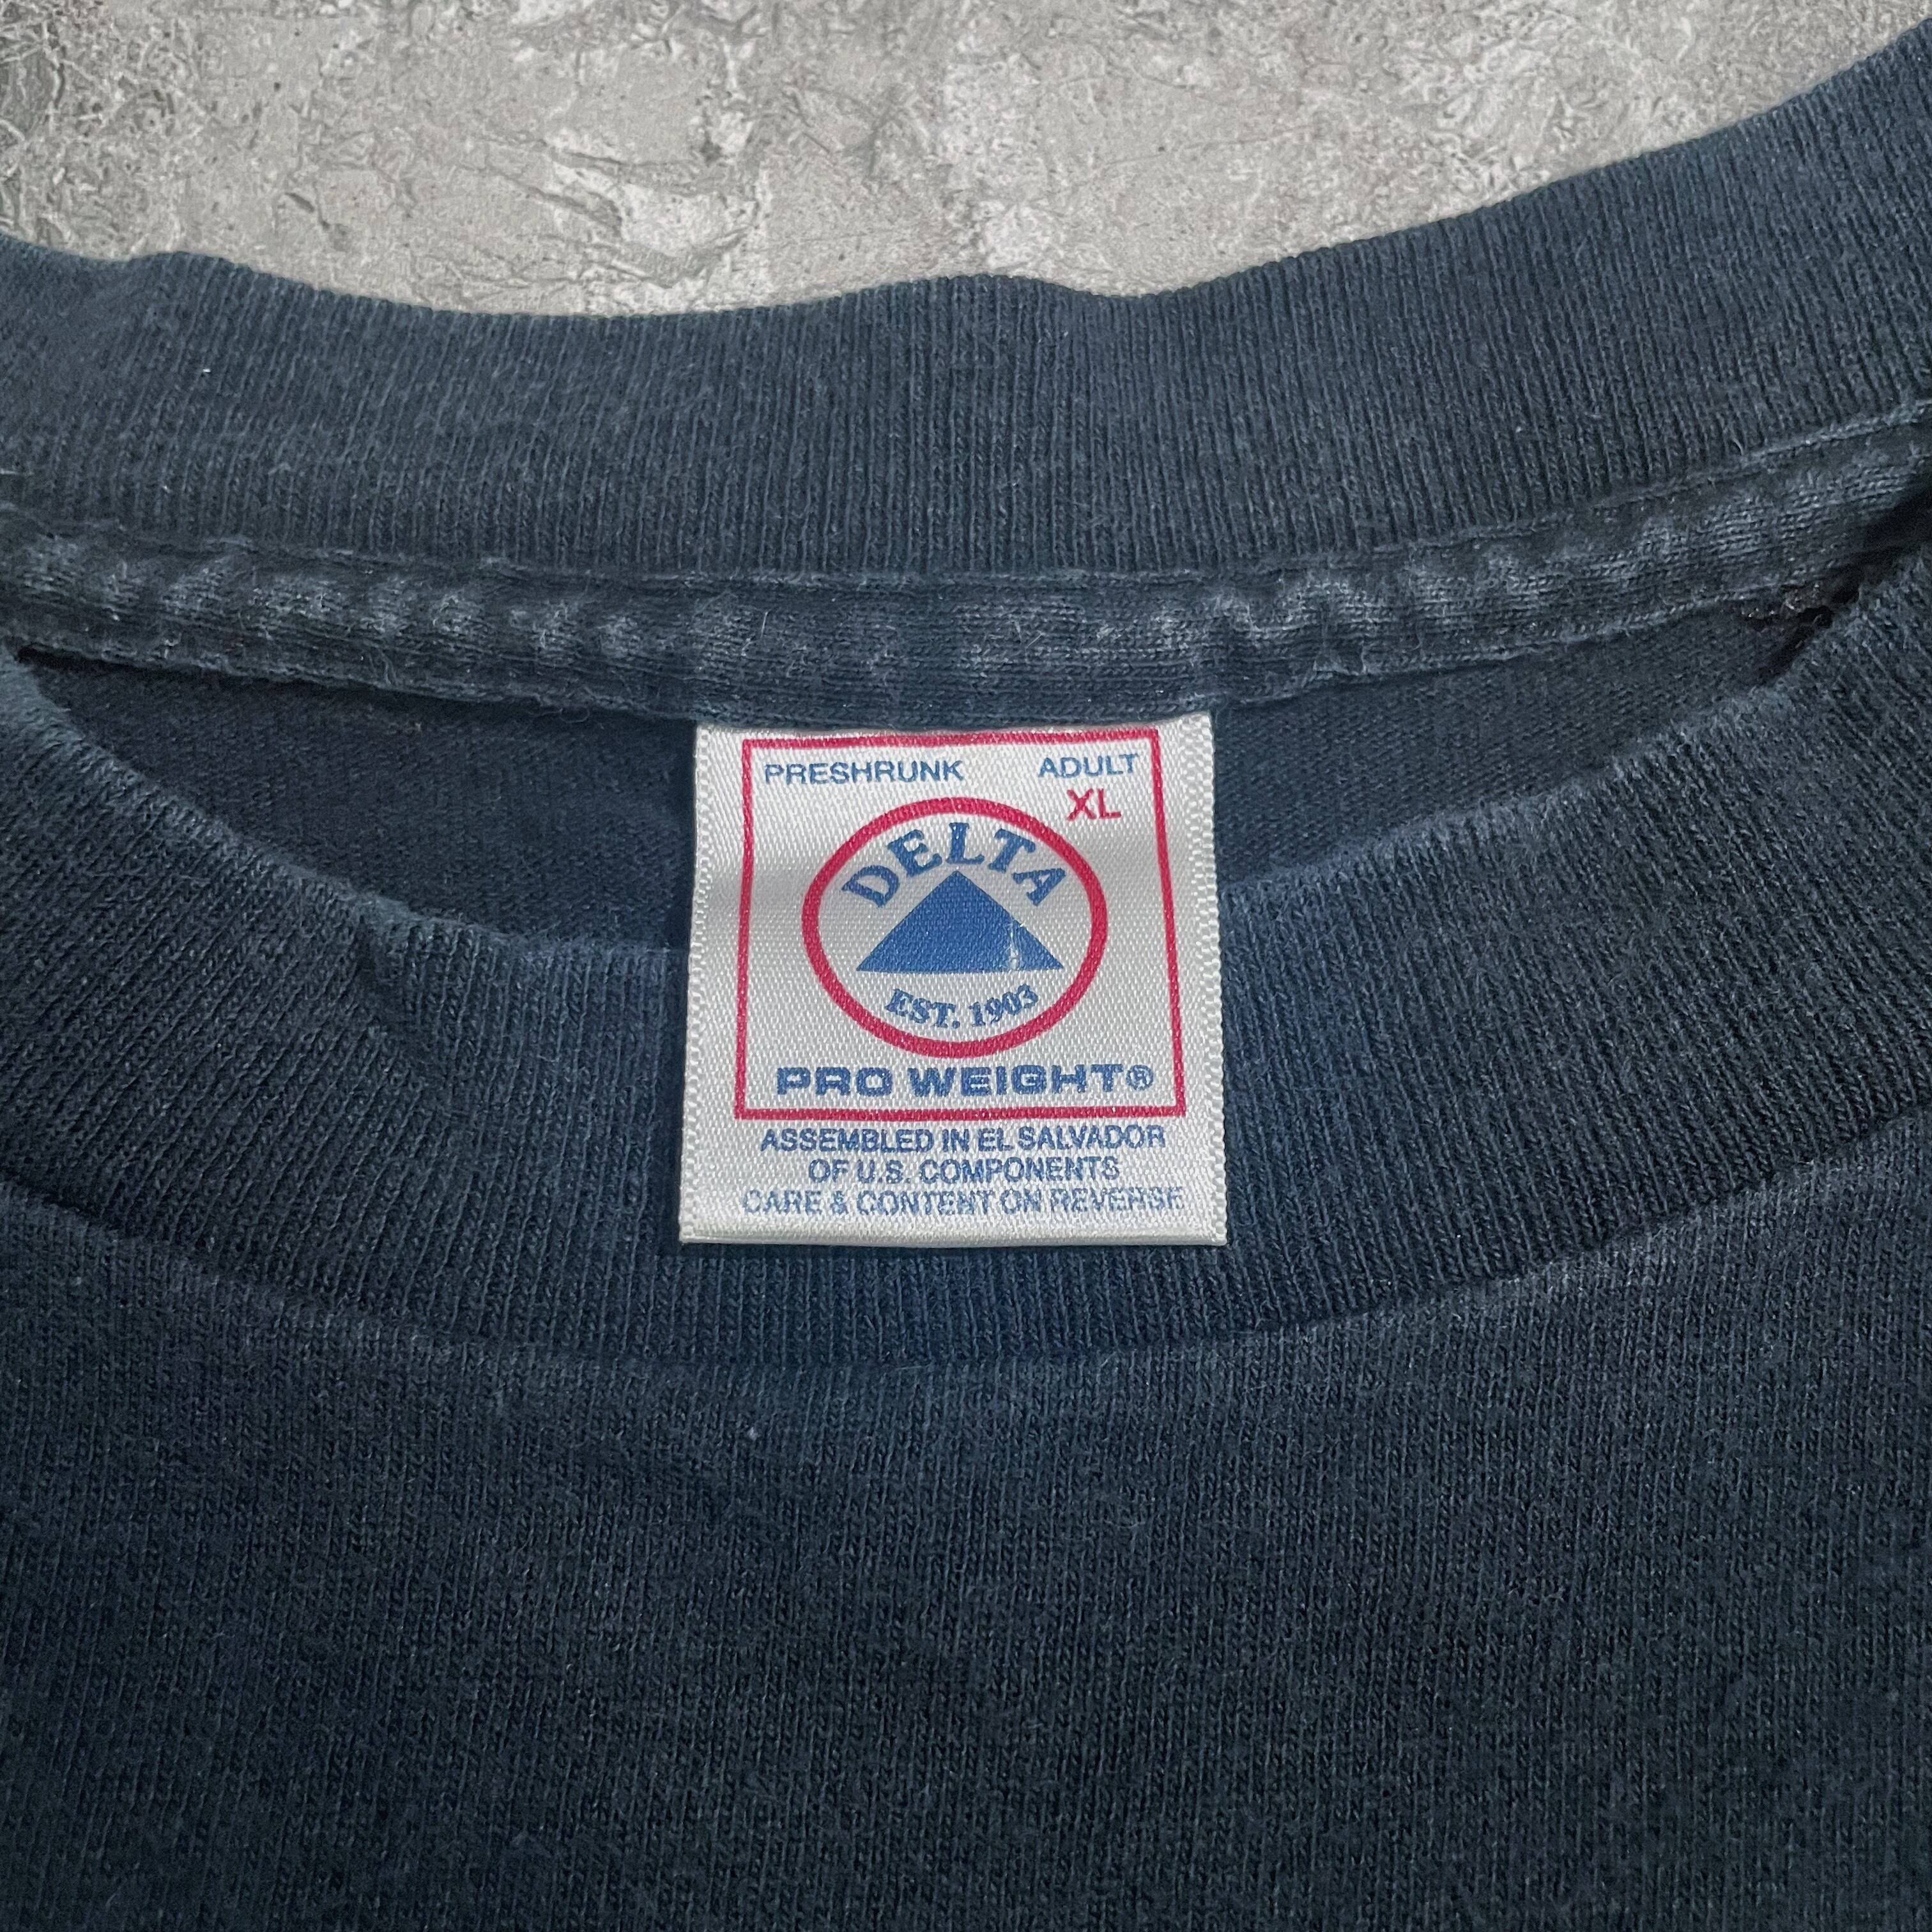 PRESHRUNK ADULT
XL
DELTA
EST. 1903
PRO WEIGHT®
ASSEMBLED IN EL SALVADOR
OF U.S. COMPONENTS
CARE & CONTENT ON REVERSE